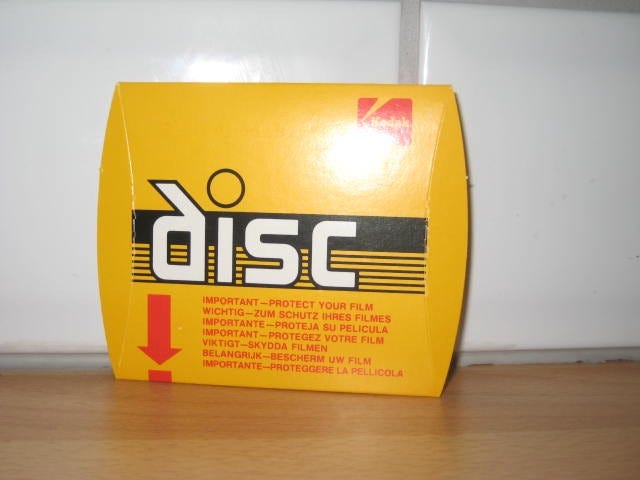 Kodak
disc
IMPORTANT—PROTECT YOUR FILM
WICHTIG—ZUM SCHUTZ IHRES FILMES
IMPORTANTE—PROTEJA SU PELICULA
IMPORTANT—PROTEGEZ VOTRE FILM
VIKTIGT—SKYDDA FILMEN
BELANGRIJK—BESCHERM UW FILM
IMPORTANTE—PROTEGGERE LA PELLICOLA